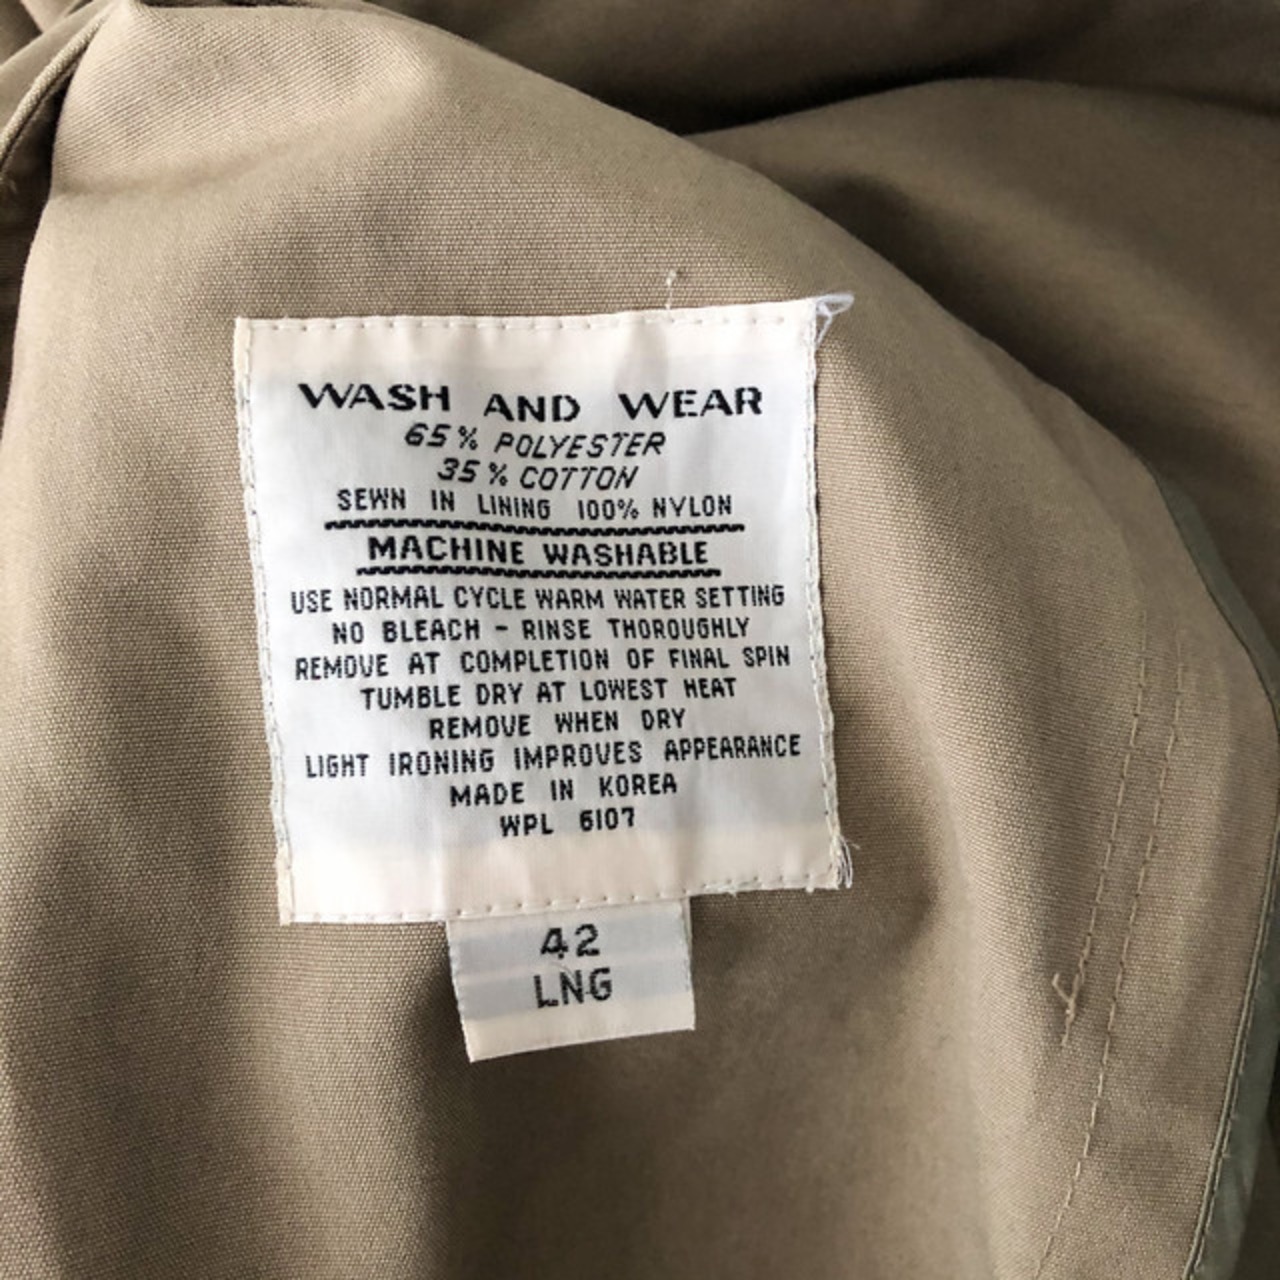 WASH AND WEAR
65% POLYESTER
35% COTTON
SEWN IN LINING 100% NYLON
MACHINE WASHABLE
USE NORMAL CYCLE WARM WATER SETTING
NO BLEACH - RINSE THOROUGHLY
REMOVE AT COMPLETION OF FINAL SPIN
TUMBLE DRY AT LOWEST HEAT
REMOVE WHEN DRY
LIGHT IRONING IMPROVES APPEARANCE
MADE IN KOREA
WPL 6107
42
LNG